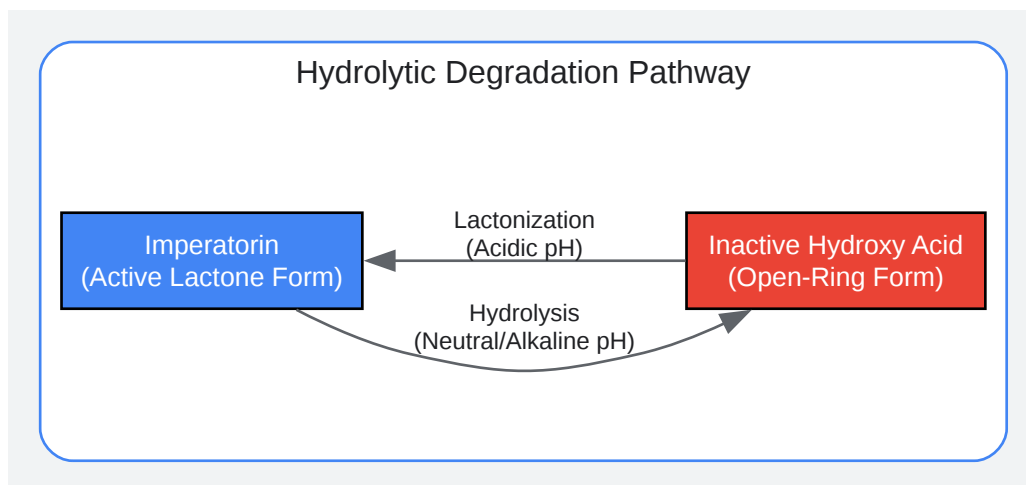 Hydrolytic Degradation Pathway
Imperatorin
(Active Lactone Form)
Lactonization
(Acidic pH)
Inactive Hydroxy Acid
(Open-Ring Form)
Hydrolysis
(Neutral/Alkaline pH)